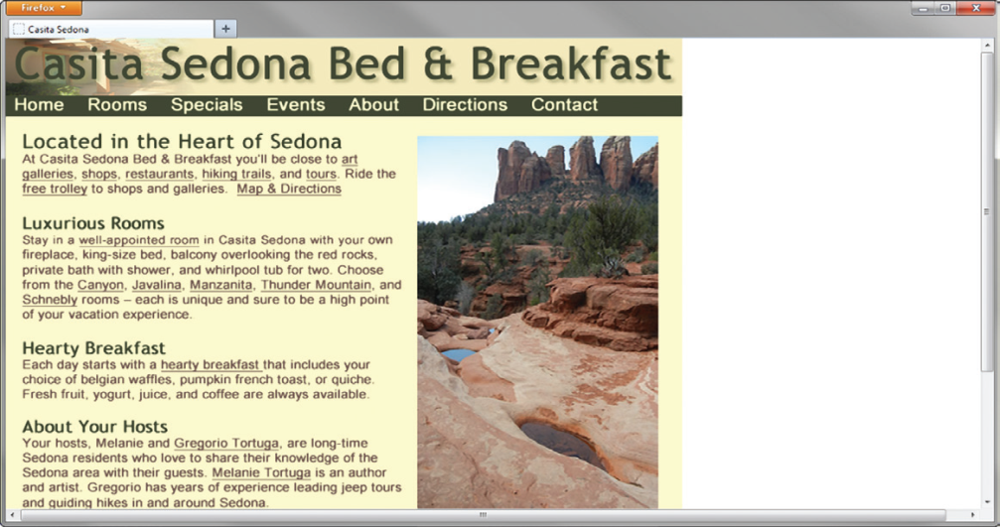 Firefox
Casita Sedona
Casita Sedona Bed & Breakfast
Home Rooms Specials Events About Directions Contact
Located in the Heart of Sedona
At Casita Sedona Bed & Breakfast you'll be close to art
galleries, shops, restaurants, hiking trails, and tours. Ride the
free trolley to shops and galleries. Map & Directions
Luxurious Rooms
Stay in a well-appointed room in Casita Sedona with your own
fireplace, king-size bed, balcony overlooking the red rocks,
private bath with shower, and whirlpool tub for two. Choose
from the Canyon, Javalina, Manzanita, Thunder Mountain, and
Schnebly rooms – each is unique and sure to be a high point
of your vacation experience.
Hearty Breakfast
Each day starts with a hearty breakfast that includes your
choice of belgian waffles, pumpkin french toast, or quiche.
Fresh fruit, yogurt, juice, and coffee are always available.
About Your Hosts
Your hosts, Melanie and Gregorio Tortuga, are long-time
Sedona residents who love to share their knowledge of the
Sedona area with their guests. Melanie Tortuga is an author
and artist. Gregorio has years of experience leading jeep tours
and guiding hikes in and around Sedona.